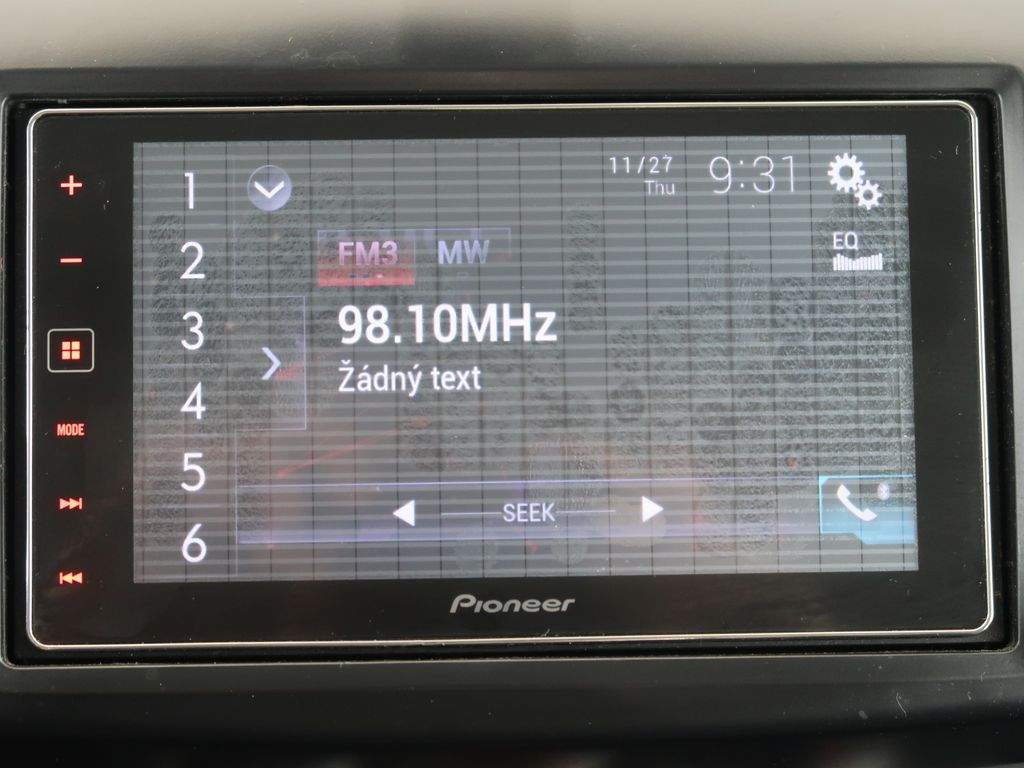 11/27
Thu
9:31
1
2
3
4
5
6
EQ
FM3 MW
98.10MHz
Žádný text
MODE
SEEK
Pioneer